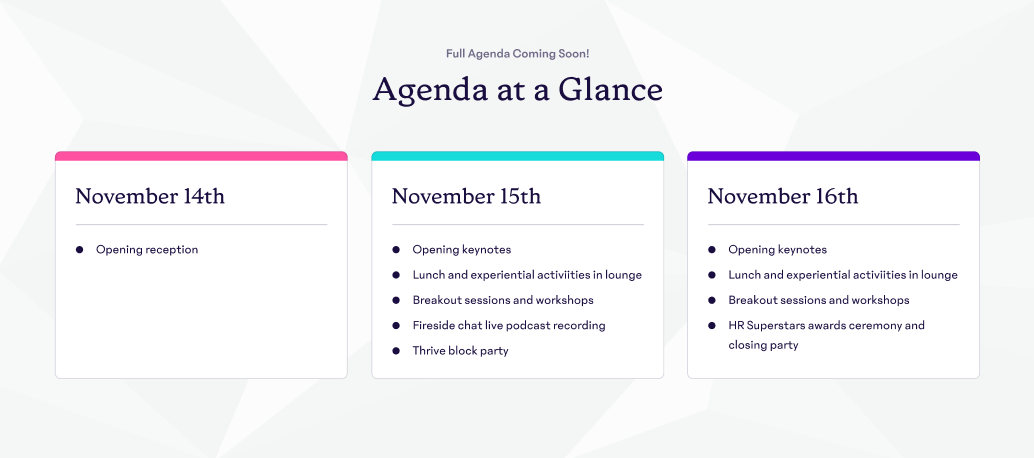 Full Agenda Coming Soon!
Agenda at a Glance
November 14th
Opening reception
November 15th
Opening keynotes
Lunch and experiential activiities in lounge
Breakout sessions and workshops
Fireside chat live podcast recording
Thrive block party
November 16th
Opening keynotes
Lunch and experiential activiities in lounge
Breakout sessions and workshops
HR Superstars awards ceremony and
closing party